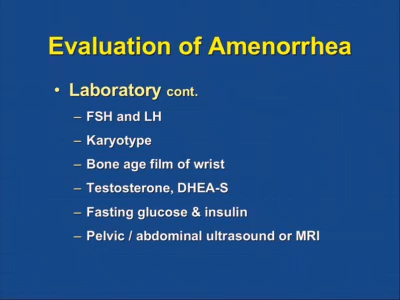 Evaluation of Amenorrhea
• Laboratory cont.
– FSH and LH
– Karyotype
– Bone age film of wrist
– Testosterone, DHEA-S
– Fasting glucose & insulin
– Pelvic / abdominal ultrasound or MRI